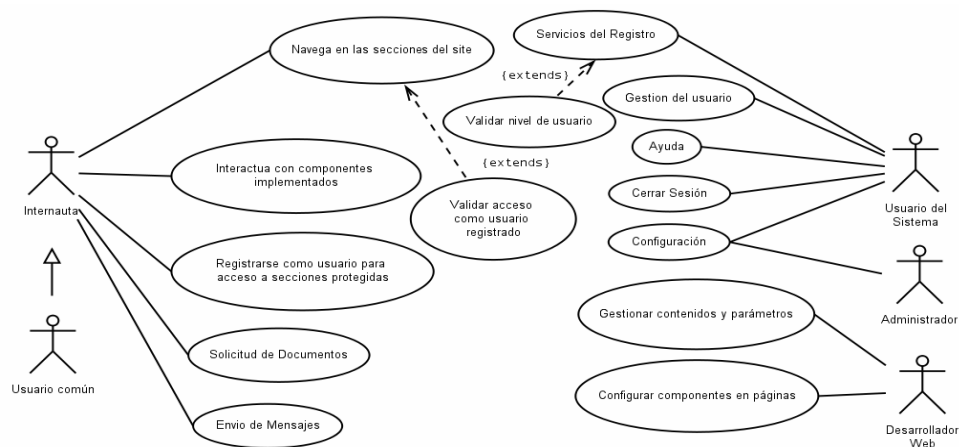 Navega en las secciones del site
Servicios del Registro
{extends}
Gestion del usuario
Validar nivel de usuario
Ayuda
{extends}
Interactua con componentes
implementados
Internauta
Cerrar Sesión
Usuario del
Sistema
Validar acceso
como usuario
registrado
Configuración
Registrarse como usuario para
acceso a secciones protegidas
Gestionar contenidos y parámetros
Administrador
Solicitud de Documentos
Usuario común
Configurar componentes en páginas
Envio de Mensajes
Desarrollador
Web